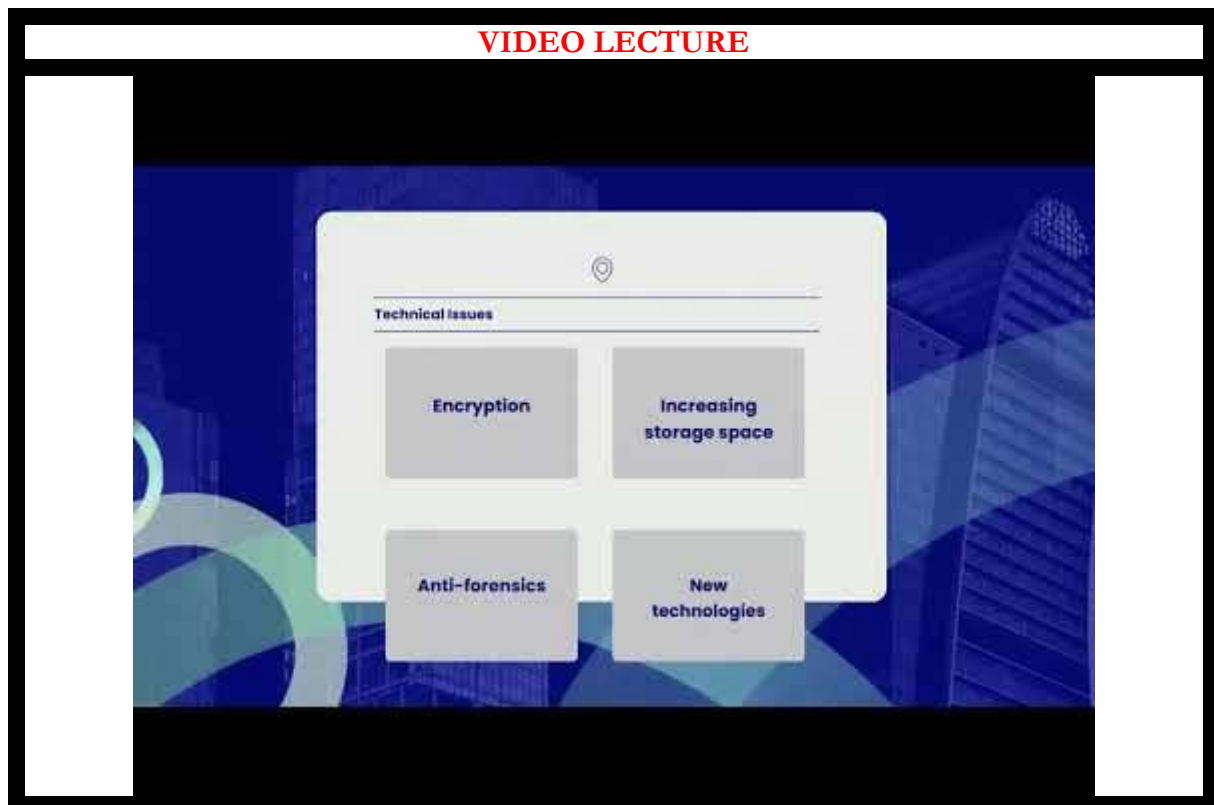 VIDEO LECTURE
Technical Issues
Encryption
Increasing
storage space
Anti-forensics
New
technologies